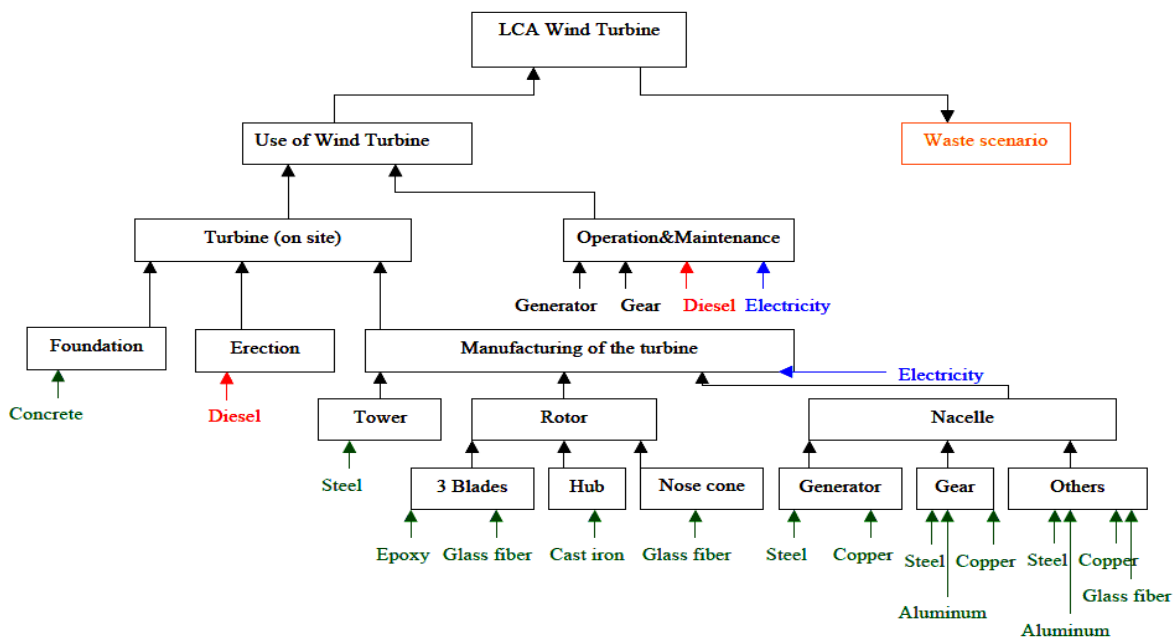 LCA Wind Turbine
Use of Wind Turbine
Waste scenario
Turbine (on site)
Operation&Maintenance
Generator
Gear
Diesel
Electricity
Foundation
Erection
Manufacturing of the turbine
Electricity
Concrete
Diesel
Tower
Rotor
Nacelle
Steel
3 Blades
Hub
Nose cone
Generator
Gear
Others
Epoxy
Glass fiber
Cast iron
Glass fiber
Steel
Copper
Steel
Copper
Steel
Copper
Glass fiber
Aluminum
Aluminum